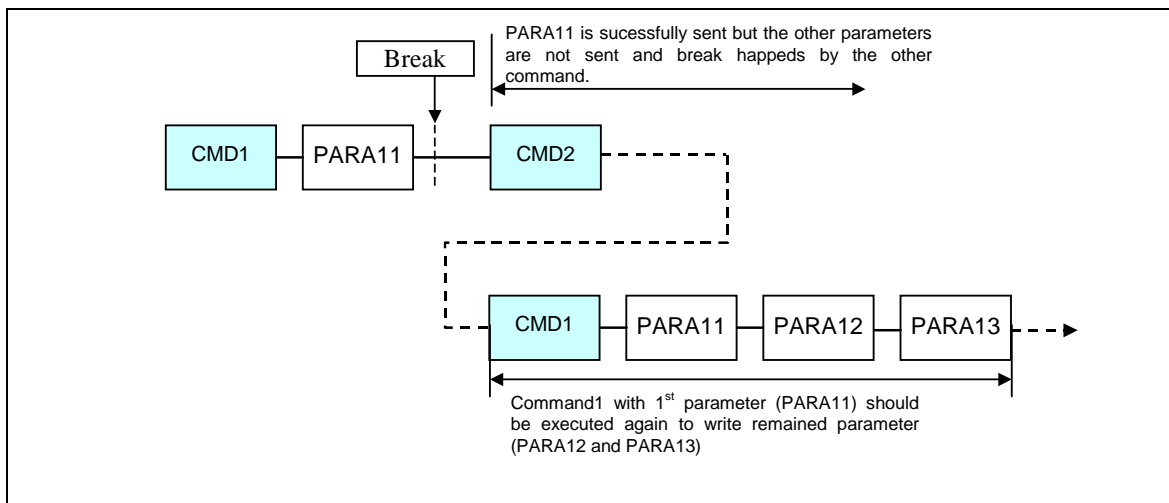 PARA11 is sucessfully sent but the other parameters
are not sent and break happeds by the other
command.
Break
CMD1
PARA11
CMD2
CMD1
PARA11
PARA12
PARA13
Command1 with 1st parameter (PARA11) should
be executed again to write remained parameter
(PARA12 and PARA13)